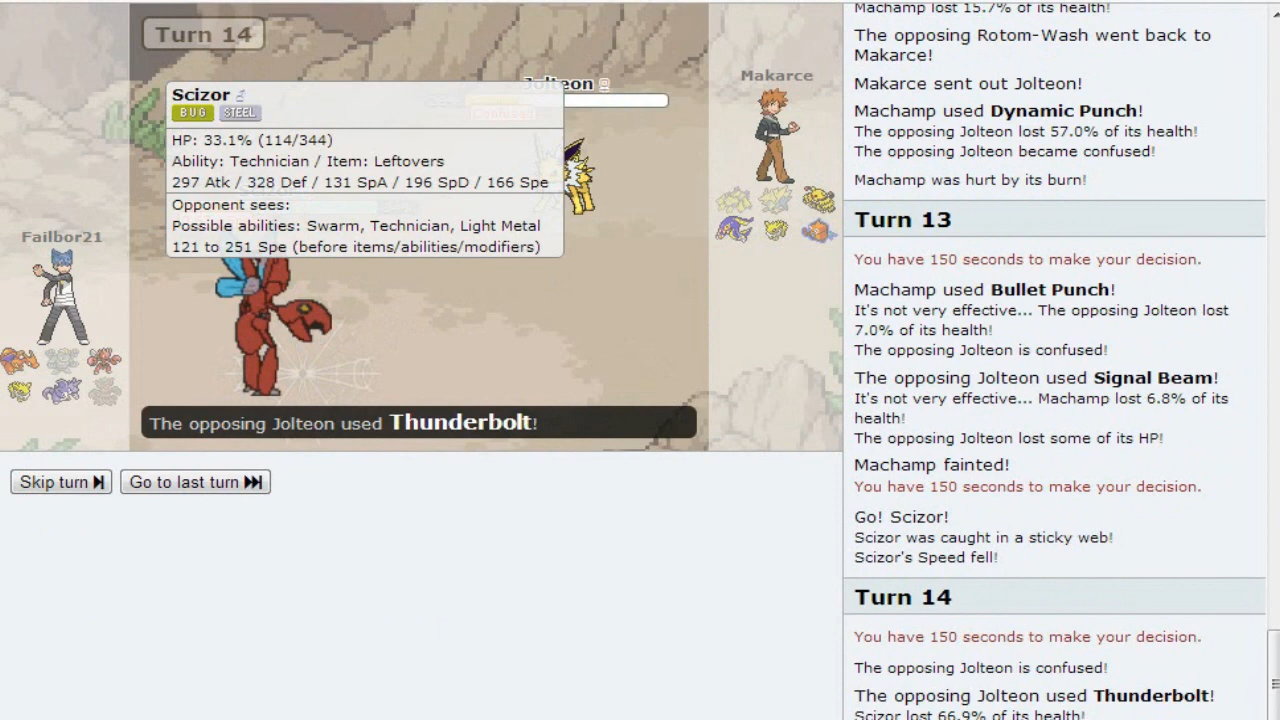 Turn 14
Jolteon
Scizor
BUG STEEL
HP: 33.1% (114/344)
Ability: Technician / Item: Leftovers
297 Atk / 328 Def / 131 SpA / 196 SpD / 166 Spe
Opponent sees:
Possible abilities: Swarm, Technician, Light Metal
121 to 251 Spe (before items/abilities/modifiers)
Failbor21
Makarce
The opposing Jolteon used Thunderbolt!
Skip turn
Go to last turn
Machamp lost 15.7% of its health!
The opposing Rotom-Wash went back to
Makarce!
Makarce sent out Jolteon!
Machamp used Dynamic Punch!
The opposing Jolteon lost 57.0% of its health!
The opposing Jolteon became confused!
Machamp was hurt by its burn!
Turn 13
You have 150 seconds to make your decision.
Machamp used Bullet Punch!
It's not very effective... The opposing Jolteon lost
7.0% of its health!
The opposing Jolteon is confused!
The opposing Jolteon used Signal Beam!
It's not very effective... Machamp lost 6.8% of its
health!
The opposing Jolteon lost some of its HP!
Machamp fainted!
You have 150 seconds to make your decision.
Go! Scizor!
Scizor was caught in a sticky web!
Scizor's Speed fell!
Turn 14
You have 150 seconds to make your decision.
The opposing Jolteon is confused!
The opposing Jolteon used Thunderbolt!
Scizor lost 66.9% of its health!